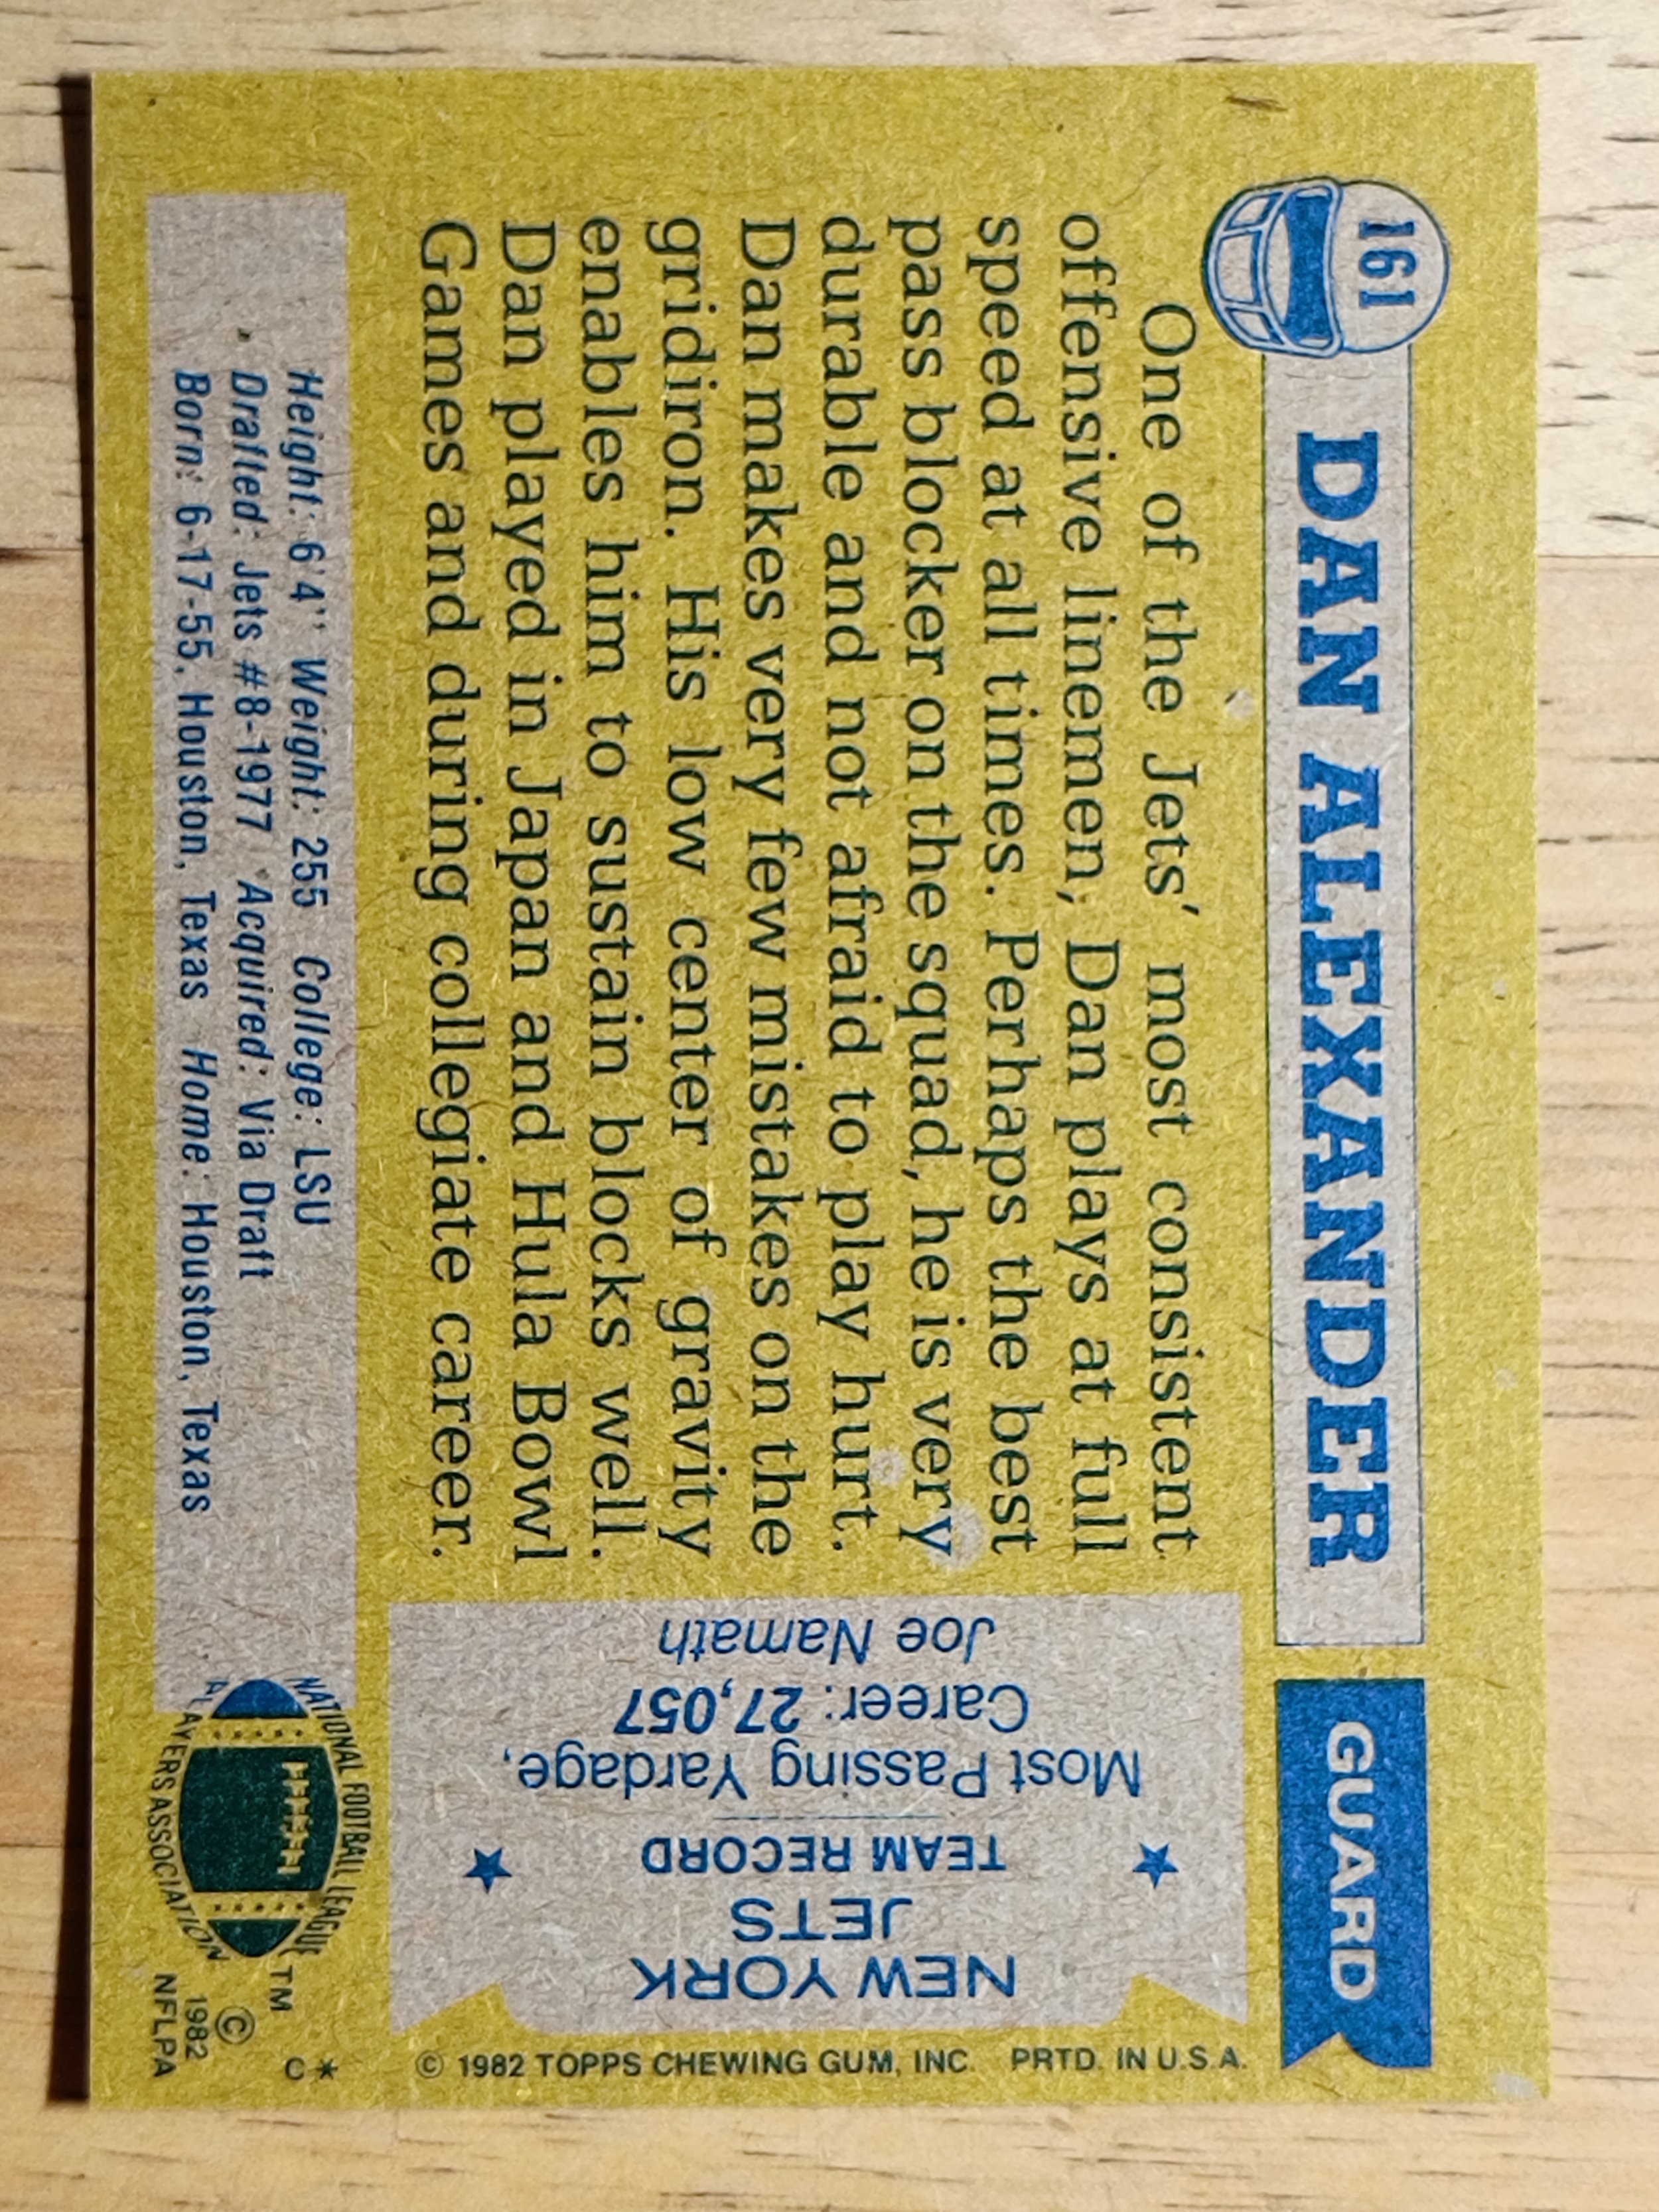 161
DAN ALEXANDER
GUARD
One of the Jets' most consistent
offensive linemen, Dan plays at full
speed at all times. Perhaps the best
pass blocker on the squad, he is very
durable and not afraid to play hurt.
Dan makes very few mistakes on the
gridiron. His low center of gravity
enables him to sustain blocks well.
Dan played in Japan and Hula Bowl
Games and during collegiate career.
NEW YORK
JETS
TEAM RECORD
Most Passing Yardage,
Career: 27,057
Joe Namath
Height: 6'4'' Weight: 255 College: LSU
Drafted: Jets #8-1977 Acquired: Via Draft
Born: 6-17-55, Houston, Texas Home: Houston, Texas
NATIONAL FOOTBALL LEAGUE
PLAYERS ASSOCIATION
TM
© 1982
NFLPA
C*
© 1982 TOPPS CHEWING GUM, INC. PRTD. IN U.S.A.